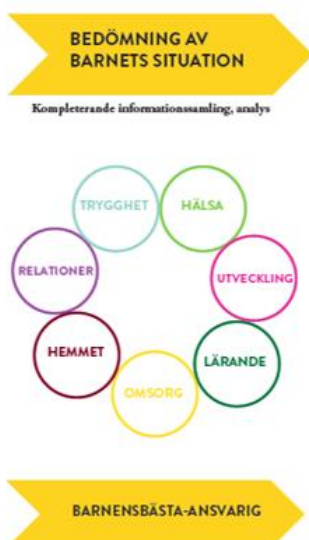 BEDÖMNING AV
BARNETS SITUATION
Kompleterande informationssamling, analys
TRYGGHET
HÄLSA
RELATIONER
UTVECKLING
HEMMET
LÄRANDE
OMSORG
BARNENSBÄSTA-ANSVARIG